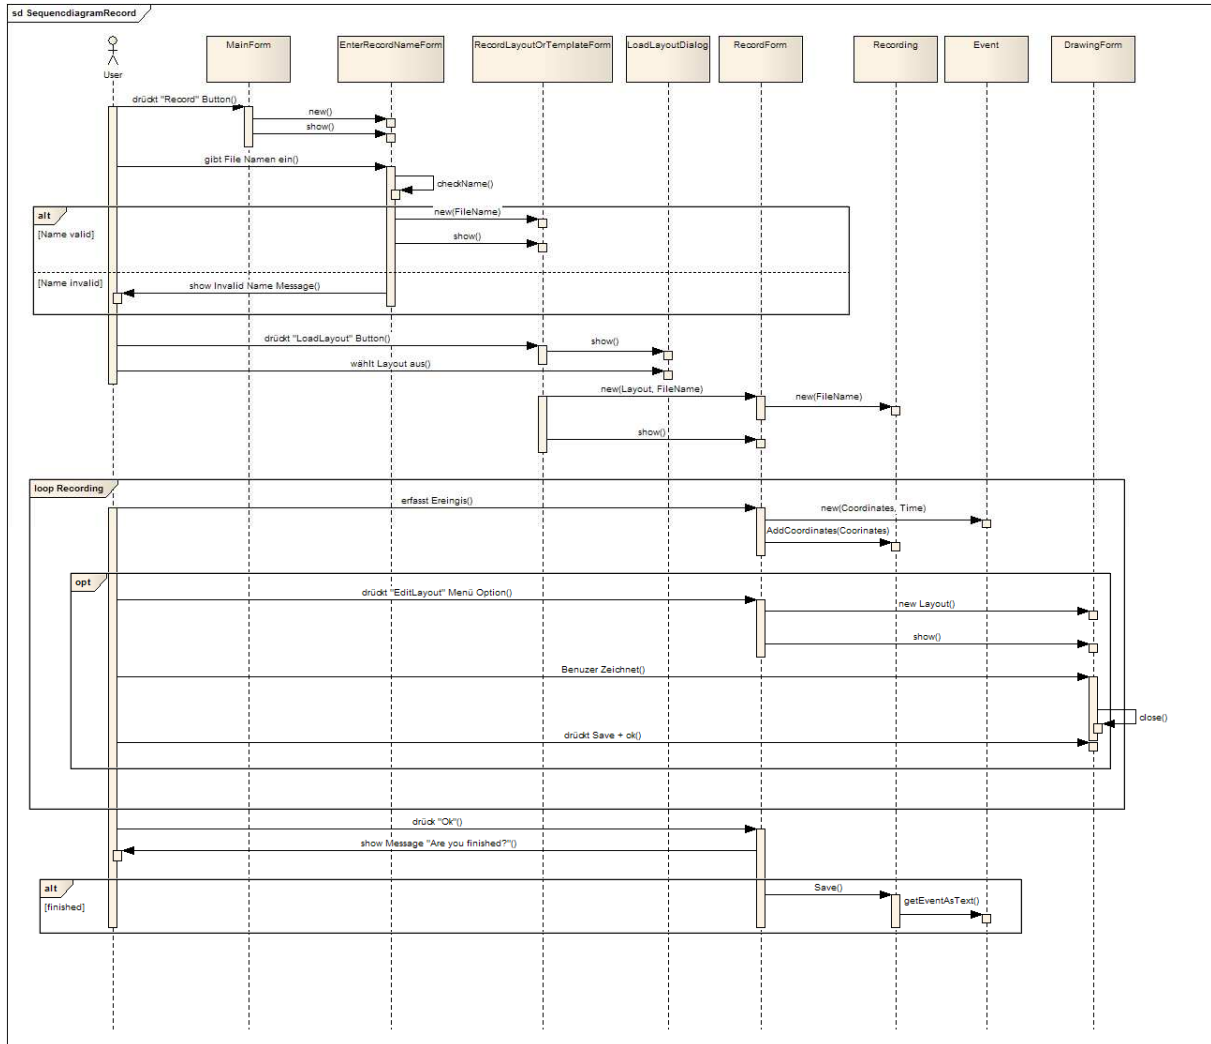 sd SequencdiagramRecord
User
MainForm
EnterRecordNameForm
RecordLayoutOrTemplateForm
LoadLayoutDialog
RecordForm
Recording
Event
DrawingForm
drückt "Record" Button()
new()
show()
gibt File Namen ein()
checkName()
alt
new(FileName)
[Name valid]
show()
[Name invalid]
show Invalid Name Message()
drückt "LoadLayout" Button()
show()
wählt Layout aus()
new(Layout, FileName)
new(FileName)
show()
loop Recording
erfasst Ereingis()
new(Coordinates, Time)
AddCoordinates(Coorinates)
opt
drückt "EditLayout" Menü Option()
new Layout()
show()
Benuzer Zeichnet()
close()
drückt Save + ok()
drück "Ok"()
show Message "Are you finished?"()
alt
Save()
[finished]
getEventAsText()